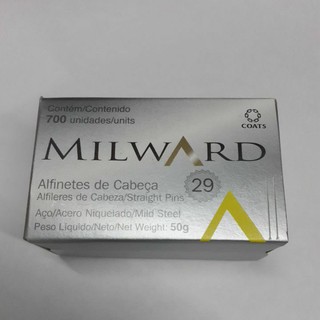 Contém/Contenido
700 unidades/units
COATS
MILWARD
Alfinetes de Cabeça
Alfileres de Cabeza/Straight Pins
29
Aço/Acero Niquelado/Mild Steel
Peso Líquido/Neto/Net Weight: 50g